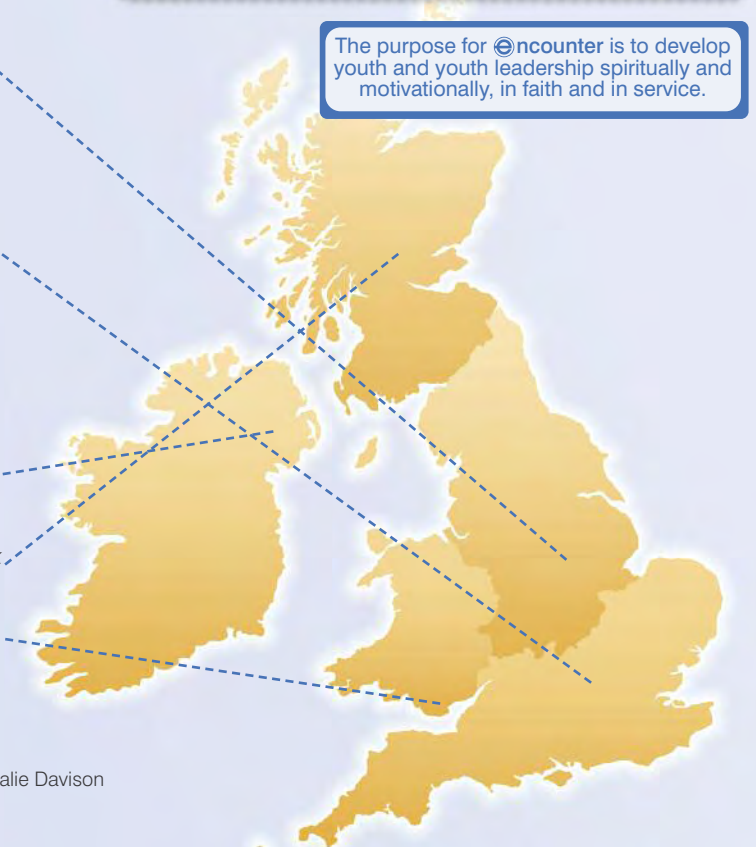 The purpose for encounter is to develop
youth and youth leadership spiritually and
motivationally, in faith and in service.
alie Davison